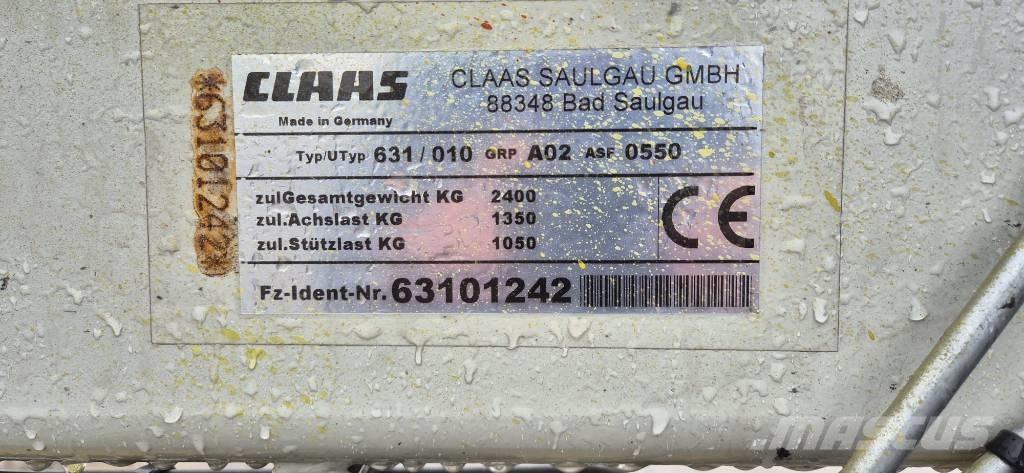 *63101242*
CLAAS
Made in Germany
CLAAS SAULGAU GMBH
88348 Bad Saulgau
Typ/UTyp 631/010 GRP A02 ASF 0550
zulGesamtgewicht KG 2400
zul.Achslast KG 1350
zul.Stützlast KG 1050
CE
Fz-Ident-Nr. 63101242
MASCUS